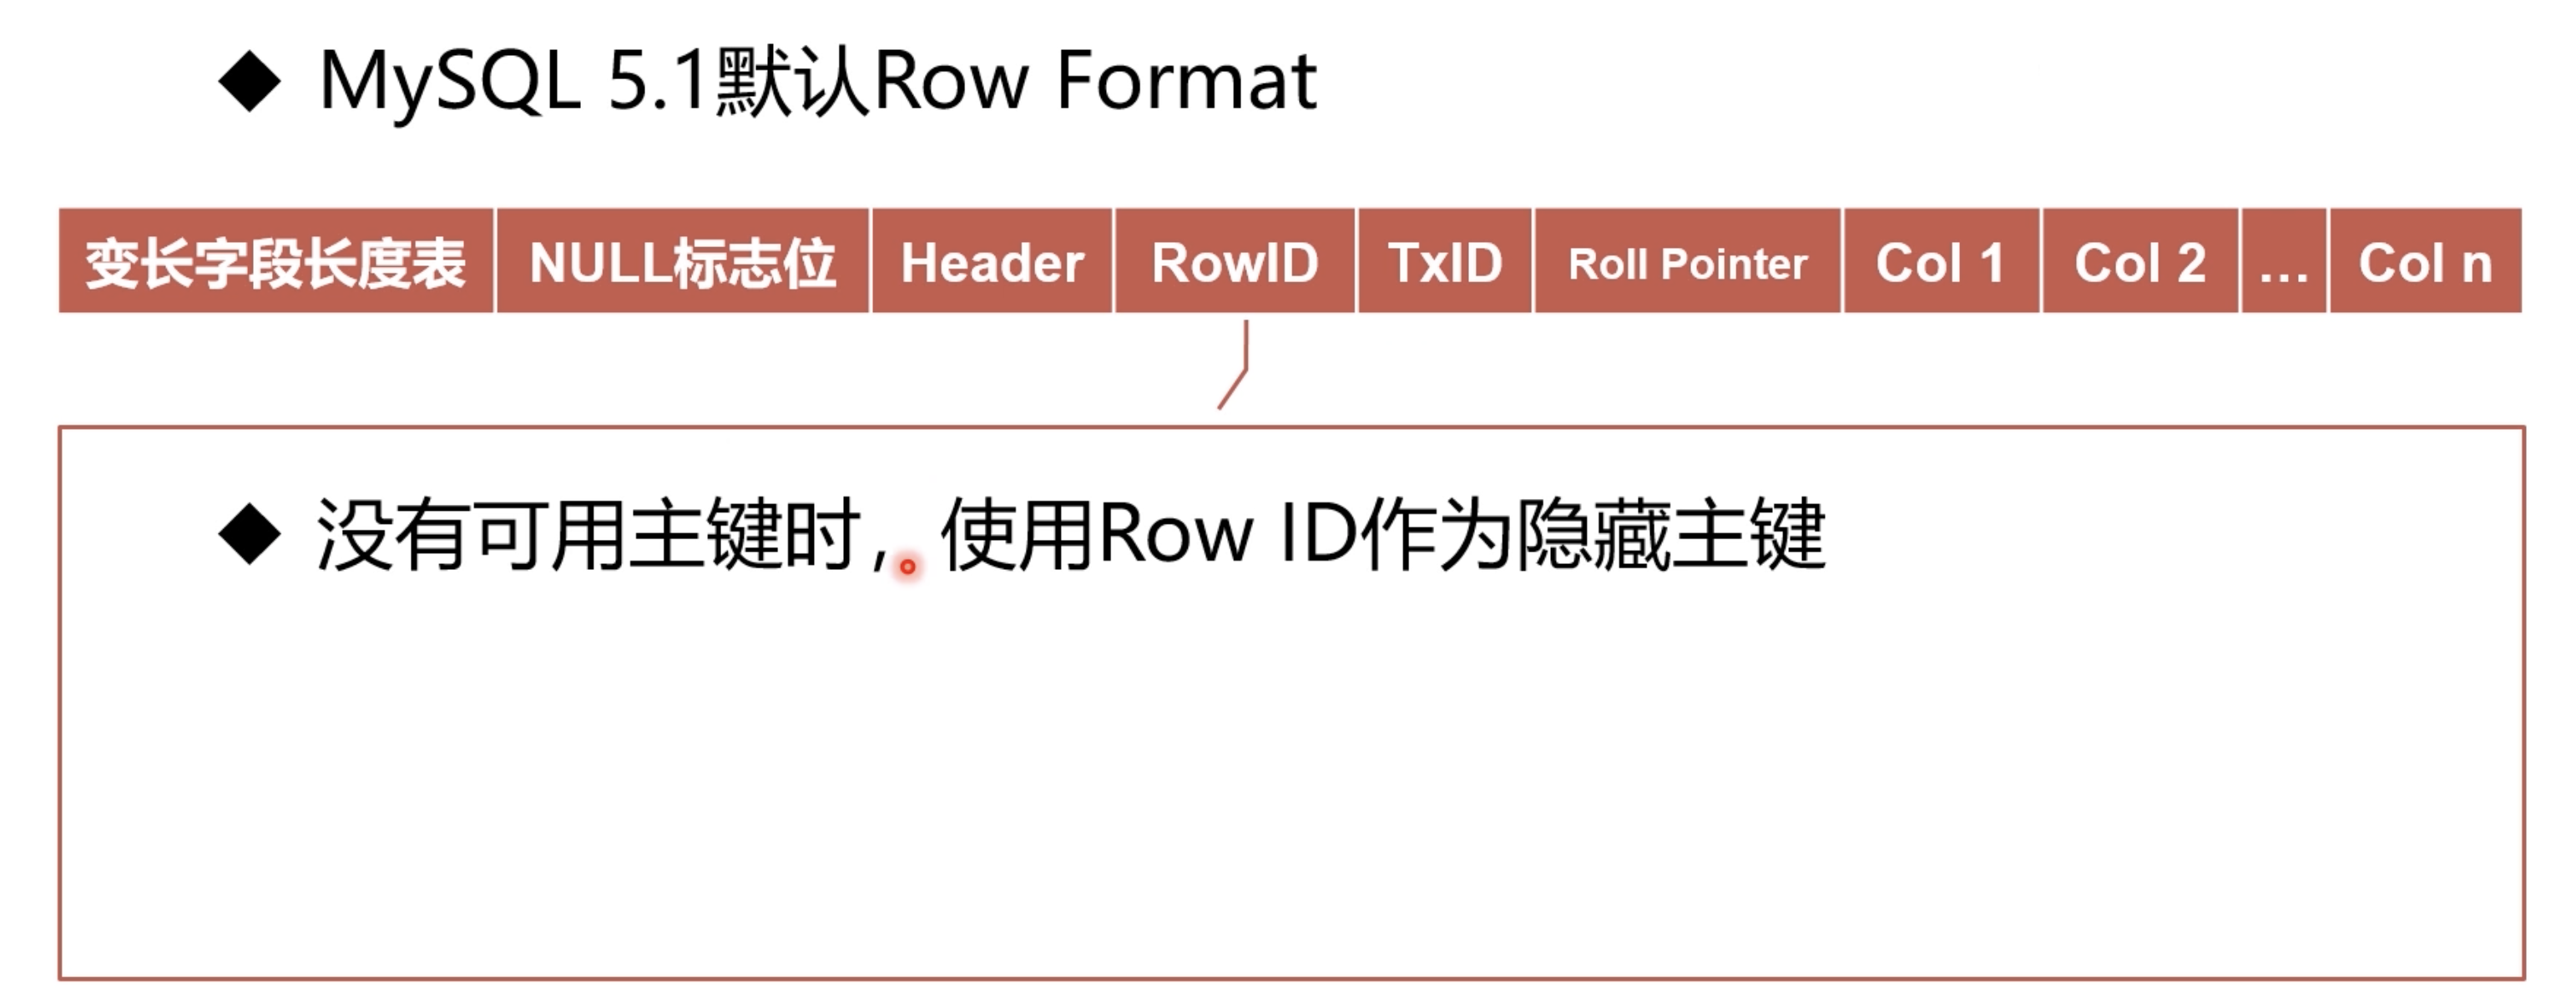 ◆ MySQL 5.1默认Row Format
变长字段长度表 NULL标志位 Header RowID TxID Roll Pointer Col 1 Col 2 … Col n
◆ 没有可用主键时，使用Row ID作为隐藏主键